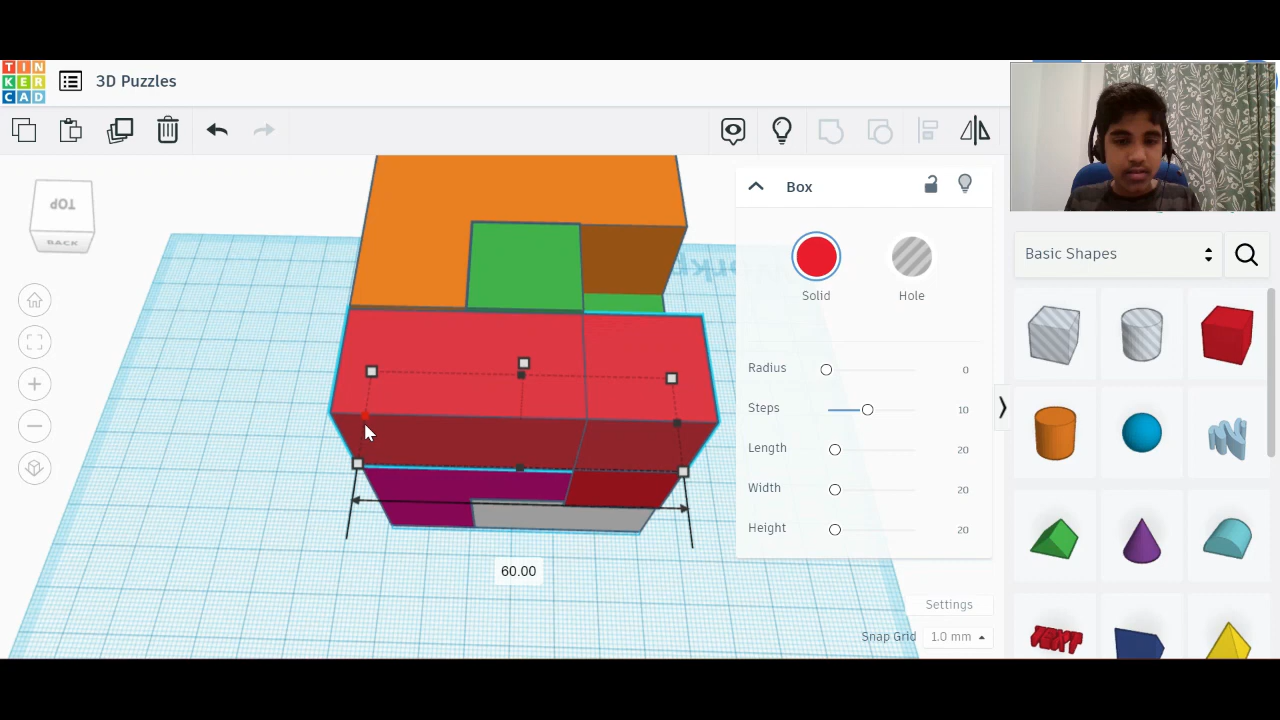 TIN
KER
CAD
3D Puzzles
TOP
BACK
Box
Solid
Hole
Radius
0
Steps
10
Length
20
Width
20
Height
20
60.00
Settings
Snap Grid
1.0 mm
Basic Shapes
TEXT